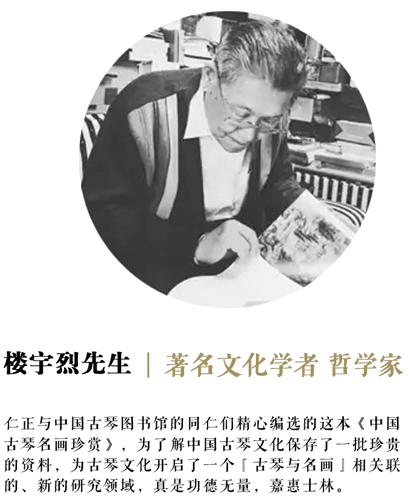 楼宇烈先生 | 著名文化学者 哲学家
仁正与中国古琴图书馆的同仁们精心编选的这本《中国
古琴名画珍赏》，为了解中国古琴文化保存了一批珍贵
的资料，为古琴文化开启了一个『古琴与名画』相关联
的、新的研究领域，真是功德无量，嘉惠士林。